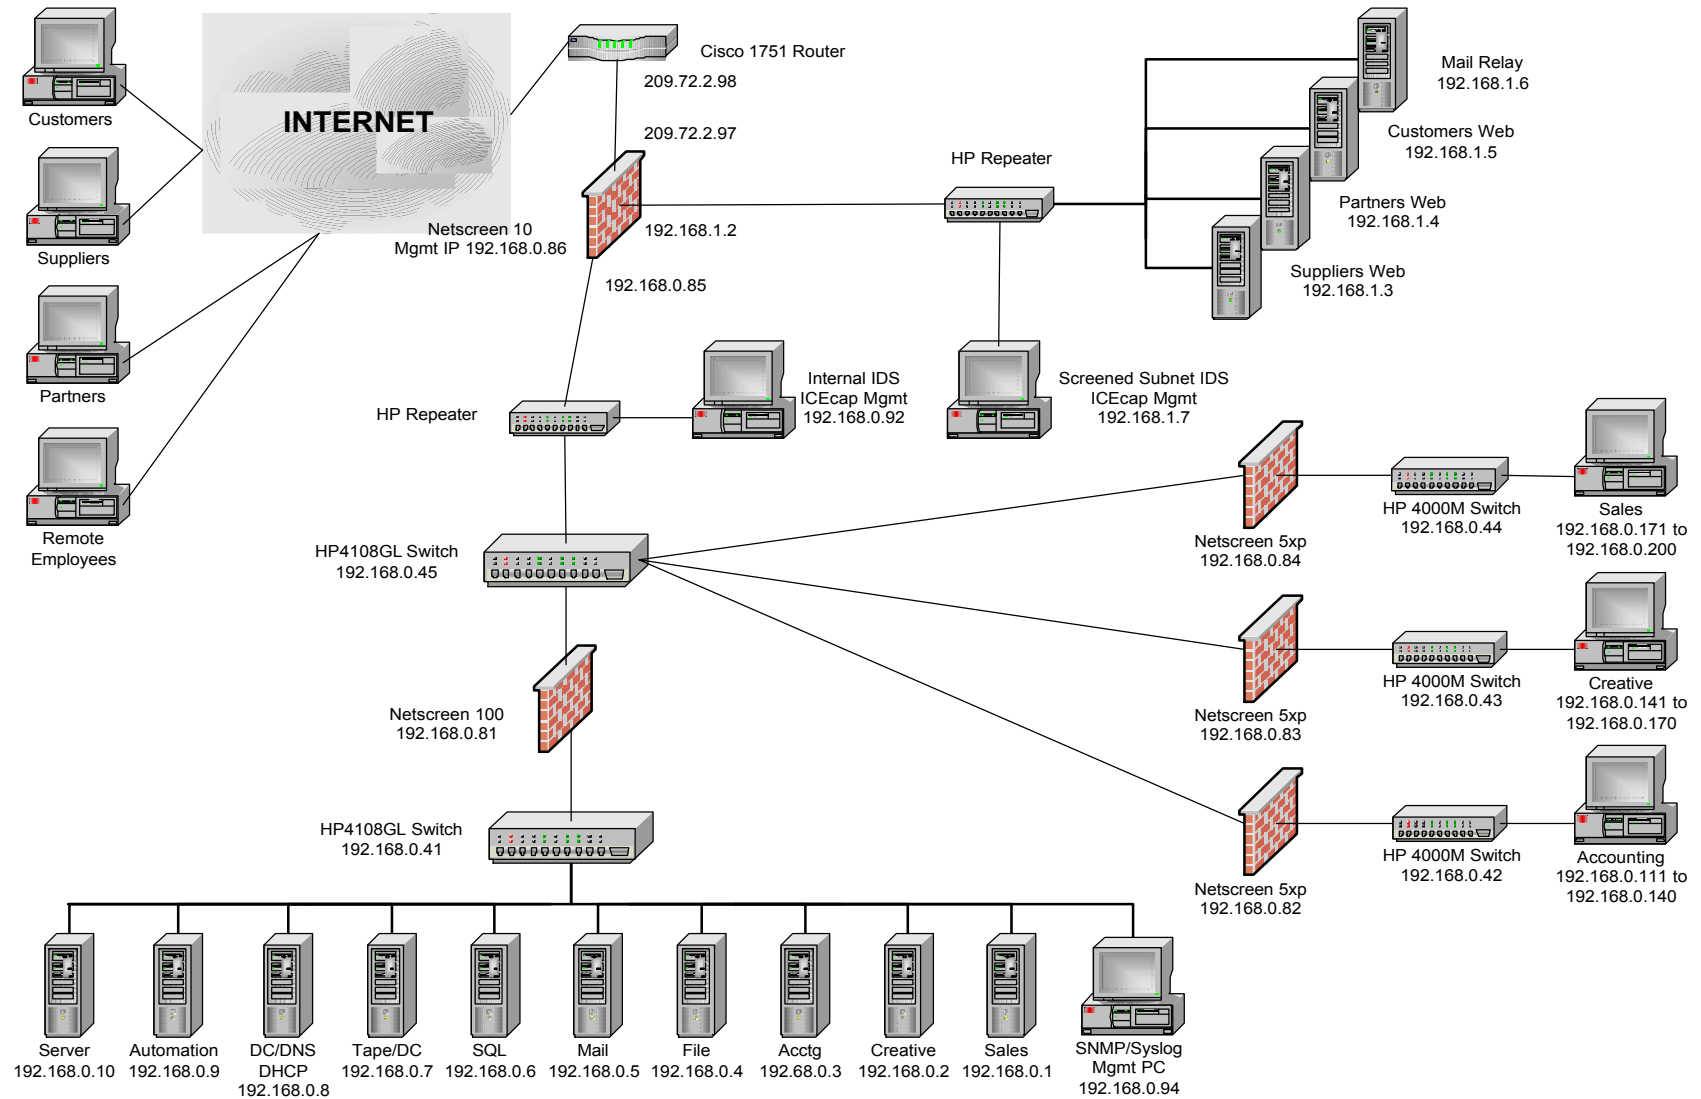 Customers
Suppliers
Partners
Remote
Employees
INTERNET
Cisco 1751 Router
209.72.2.98
209.72.2.97
Netscreen 10
Mgmt IP 192.168.0.86
192.168.1.2
192.168.0.85
HP Repeater
Mail Relay
192.168.1.6
Customers Web
192.168.1.5
Partners Web
192.168.1.4
Suppliers Web
192.168.1.3
HP Repeater
Internal IDS
ICEcap Mgmt
192.168.0.92
Screened Subnet IDS
ICEcap Mgmt
192.168.1.7
HP4108GL Switch
192.168.0.45
Netscreen 5xp
192.168.0.84
HP 4000M Switch
192.168.0.44
Sales
192.168.0.171 to
192.168.0.200
Netscreen 5xp
192.168.0.83
HP 4000M Switch
192.168.0.43
Creative
192.168.0.141 to
192.168.0.170
Netscreen 100
192.168.0.81
Netscreen 5xp
192.168.0.82
HP 4000M Switch
192.168.0.42
Accounting
192.168.0.111 to
192.168.0.140
HP4108GL Switch
192.168.0.41
Server
192.168.0.10
Automation
192.168.0.9
DC/DNS
DHCP
192.168.0.8
Tape/DC
192.168.0.7
SQL
192.168.0.6
Mail
192.168.0.5
File
192.168.0.4
Acctg
192.68.0.3
Creative
192.168.0.2
Sales
192.168.0.1
SNMP/Syslog
Mgmt PC
192.168.0.94